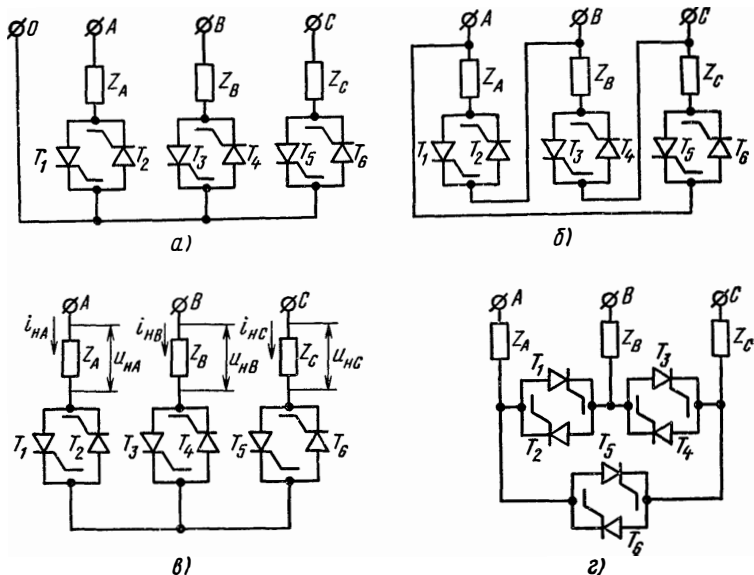 O A B C
Z_A Z_B Z_C
T_1 T_2 T_3 T_4 T_5 T_6
а)
A B C
Z_A Z_B Z_C
T_1 T_2 T_3 T_4 T_5 T_6
б)
A B C
i_нA i_нB i_нC
Z_A Z_B Z_C
u_нA u_нB u_нC
T_1 T_2 T_3 T_4 T_5 T_6
в)
A B C
Z_A Z_B Z_C
T_1 T_3
T_2 T_5 T_4
T_6
г)